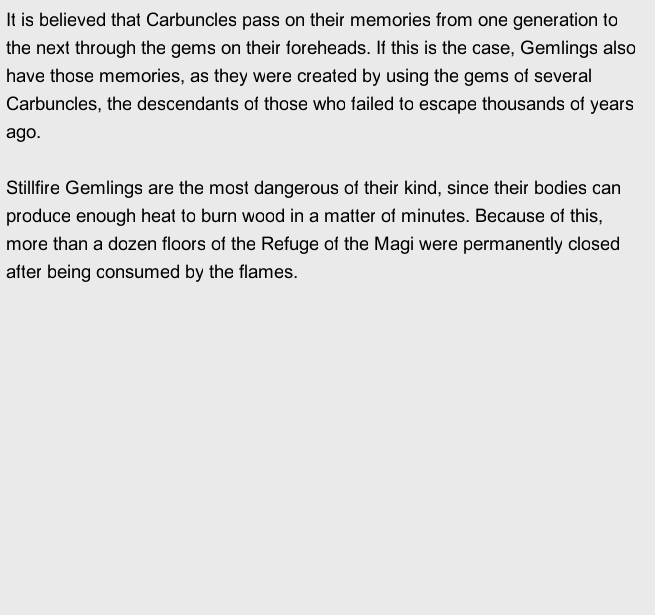 It is believed that Carbuncles pass on their memories from one generation to
the next through the gems on their foreheads. If this is the case, Gemlings also
have those memories, as they were created by using the gems of several
Carbuncles, the descendants of those who failed to escape thousands of years
ago.

Stillfire Gemlings are the most dangerous of their kind, since their bodies can
produce enough heat to burn wood in a matter of minutes. Because of this,
more than a dozen floors of the Refuge of the Magi were permanently closed
after being consumed by the flames.